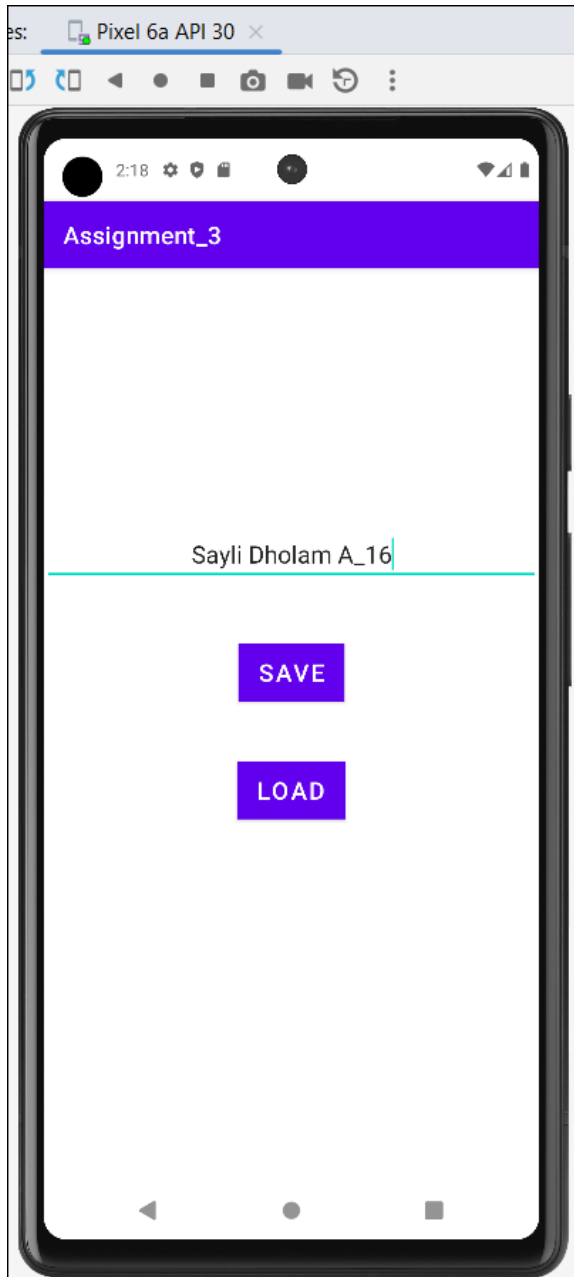 es:
Pixel 6a API 30
2:18
Assignment_3
Sayli Dholam A_16
SAVE
LOAD